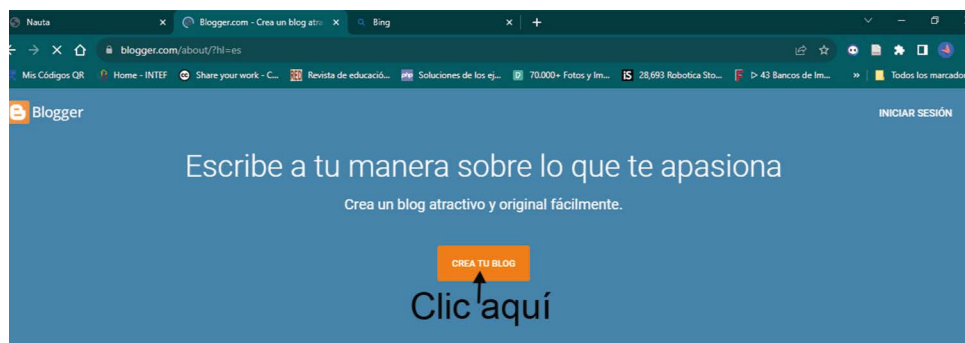 Nauta
Blogger.com - Crea un blog atra
Bing
blogger.com/about/?hl=es
Mis Códigos QR
Home - INTEF
Share your work - C...
Revista de educació...
Soluciones de los ej...
70.000+ Fotos y Im...
28,693 Robotica Sto...
43 Bancos de Im...
Todos los marcador
Blogger
INICIAR SESIÓN
Escribe a tu manera sobre lo que te apasiona
Crea un blog atractivo y original fácilmente.
CREA TU BLOG
Clic aquí